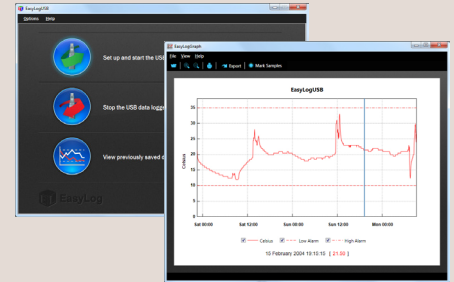 EasyLogUSB
Options Help
Set up and start the USB
Stop the USB data logge
View previously saved d
EasyLog
EasyLogGraph
File View Help
Export Mark Samples
EasyLogUSB
Celsius
35
30
25
20
15
10
5
0
Sat 00:00 Sat 12:00 Sun 00:00 Sun 12:00 Mon 00:00
Celsius Low Alarm High Alarm
15 February 2004 19:10:10 [ 21.50 ]